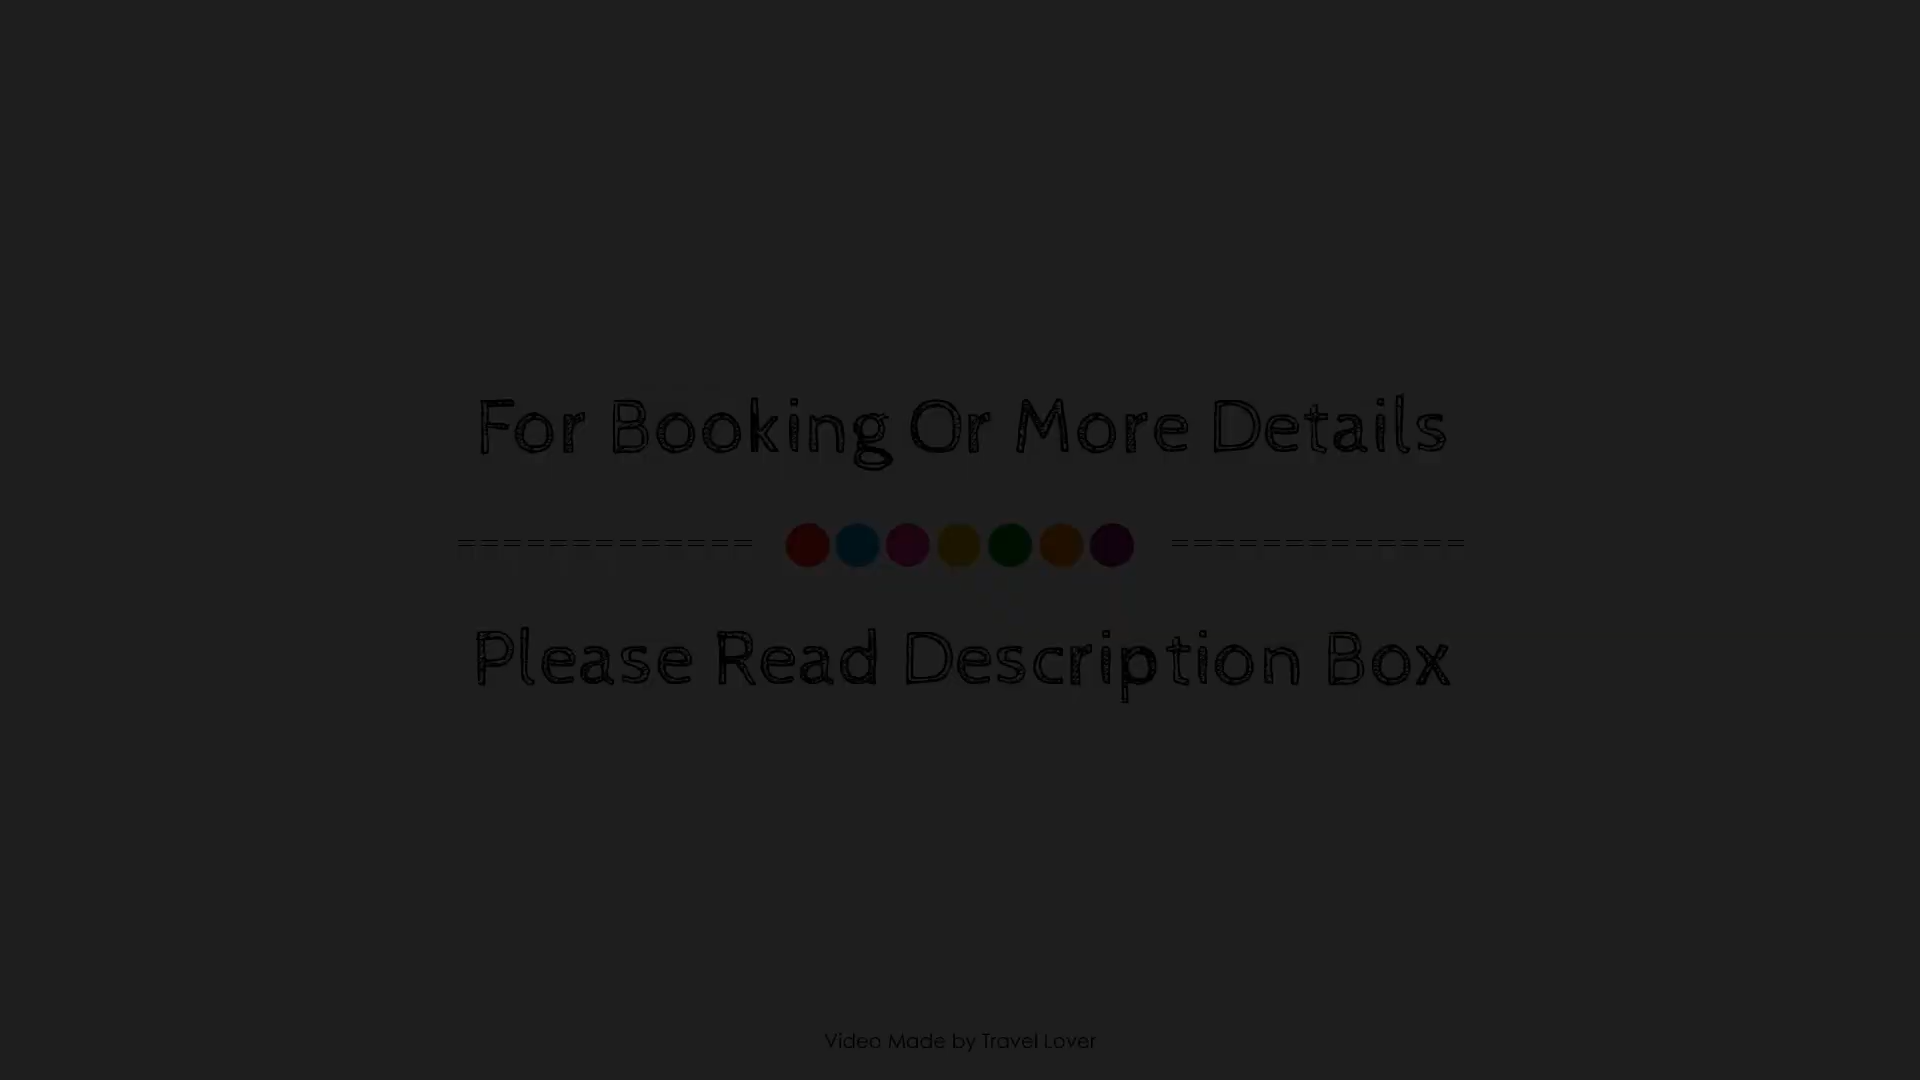 For Booking Or More Details
============= =============
Please Read Description Box
Video Made by Travel Lover